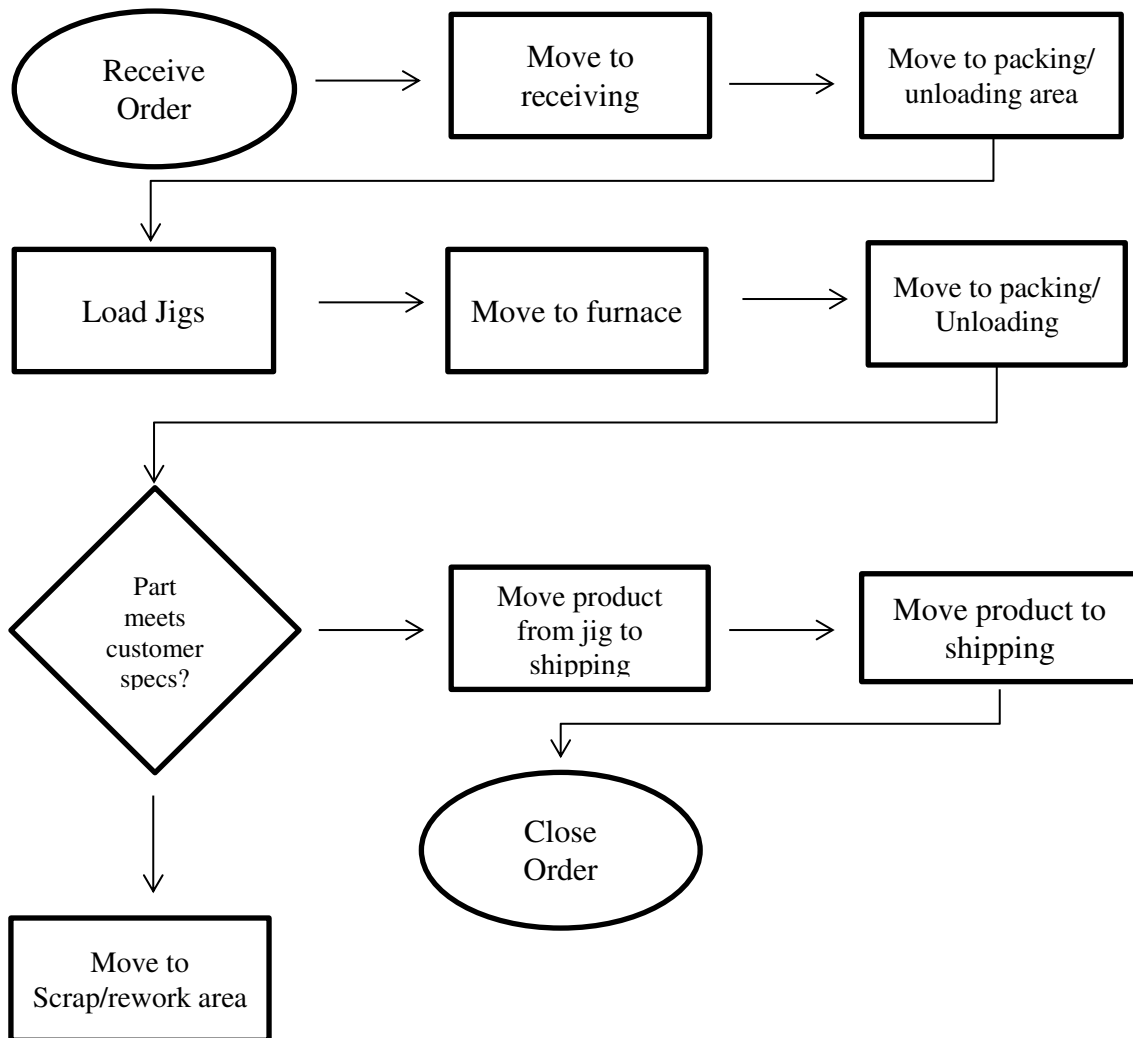 Receive
Order
Move to
receiving
Move to packing/
unloading area
Load Jigs
Move to furnace
Move to packing/
Unloading
Part
meets
customer
specs?
Move product
from jig to
shipping
Move product to
shipping
Close
Order
Move to
Scrap/rework area